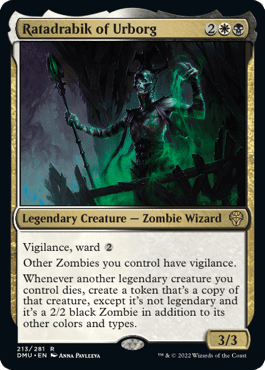 Ratadrabik of Urborg 2
Legendary Creature — Zombie Wizard
Vigilance, ward 2
Other Zombies you control have vigilance.
Whenever another legendary creature you
control dies, create a token that's a copy of
that creature, except it's not legendary and
it's a 2/2 black Zombie in addition to its
other colors and types.
3/3
213/281 R
DMU • EN Anna Pavleeva
™ & © 2022 Wizards of the Coast